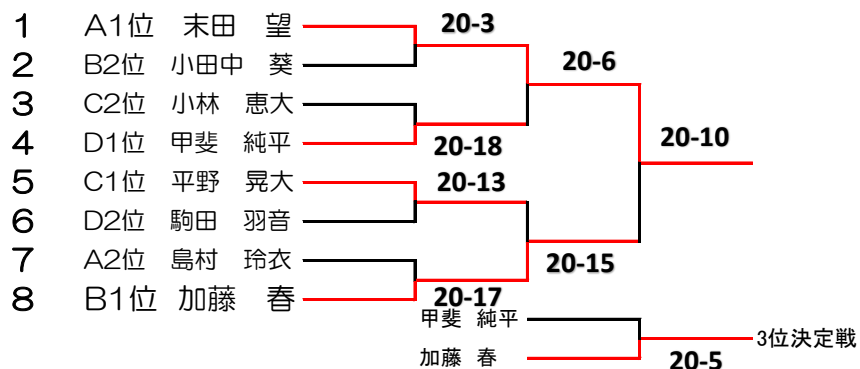 1 A1位 末田 望
20-3
2 B2位 小田中 葵
20-6
3 C2位 小林 恵大
4 D1位 甲斐 純平
20-18
20-10
5 C1位 平野 晃大
20-13
6 D2位 駒田 羽音
7 A2位 島村 玲衣
20-15
8 B1位 加藤 春
20-17
甲斐 純平
3位決定戦
加藤 春
20-5